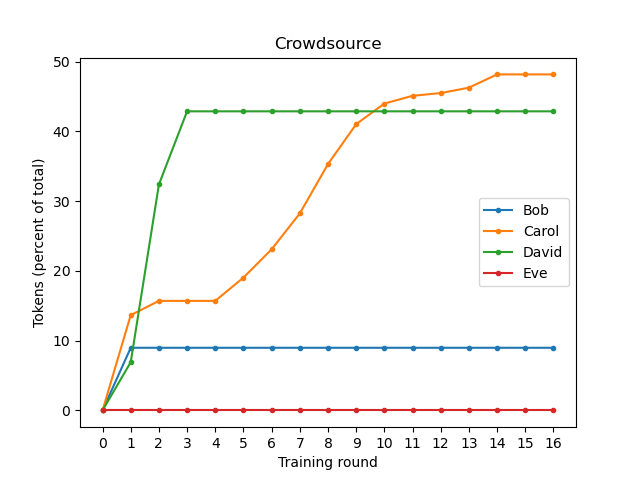 Crowdsource
Tokens (percent of total)
50
40
30
20
10
0
Bob
Carol
David
Eve
0 1 2 3 4 5 6 7 8 9 10 11 12 13 14 15 16
Training round